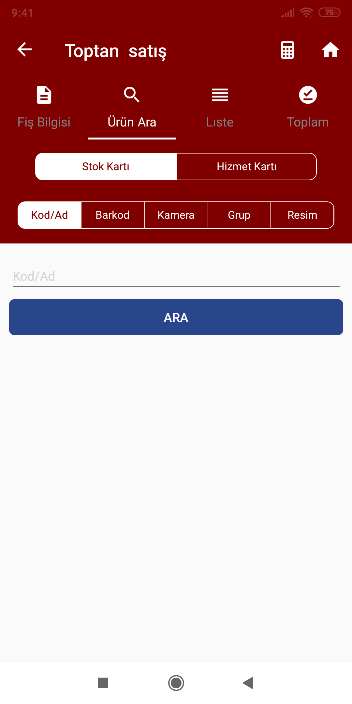 9:41
75
Toptan satış
Fiş Bilgisi
Ürün Ara
Liste
Toplam
Stok Kartı
Hizmet Kartı
Kod/Ad
Barkod
Kamera
Grup
Resim
Kod/Ad
ARA